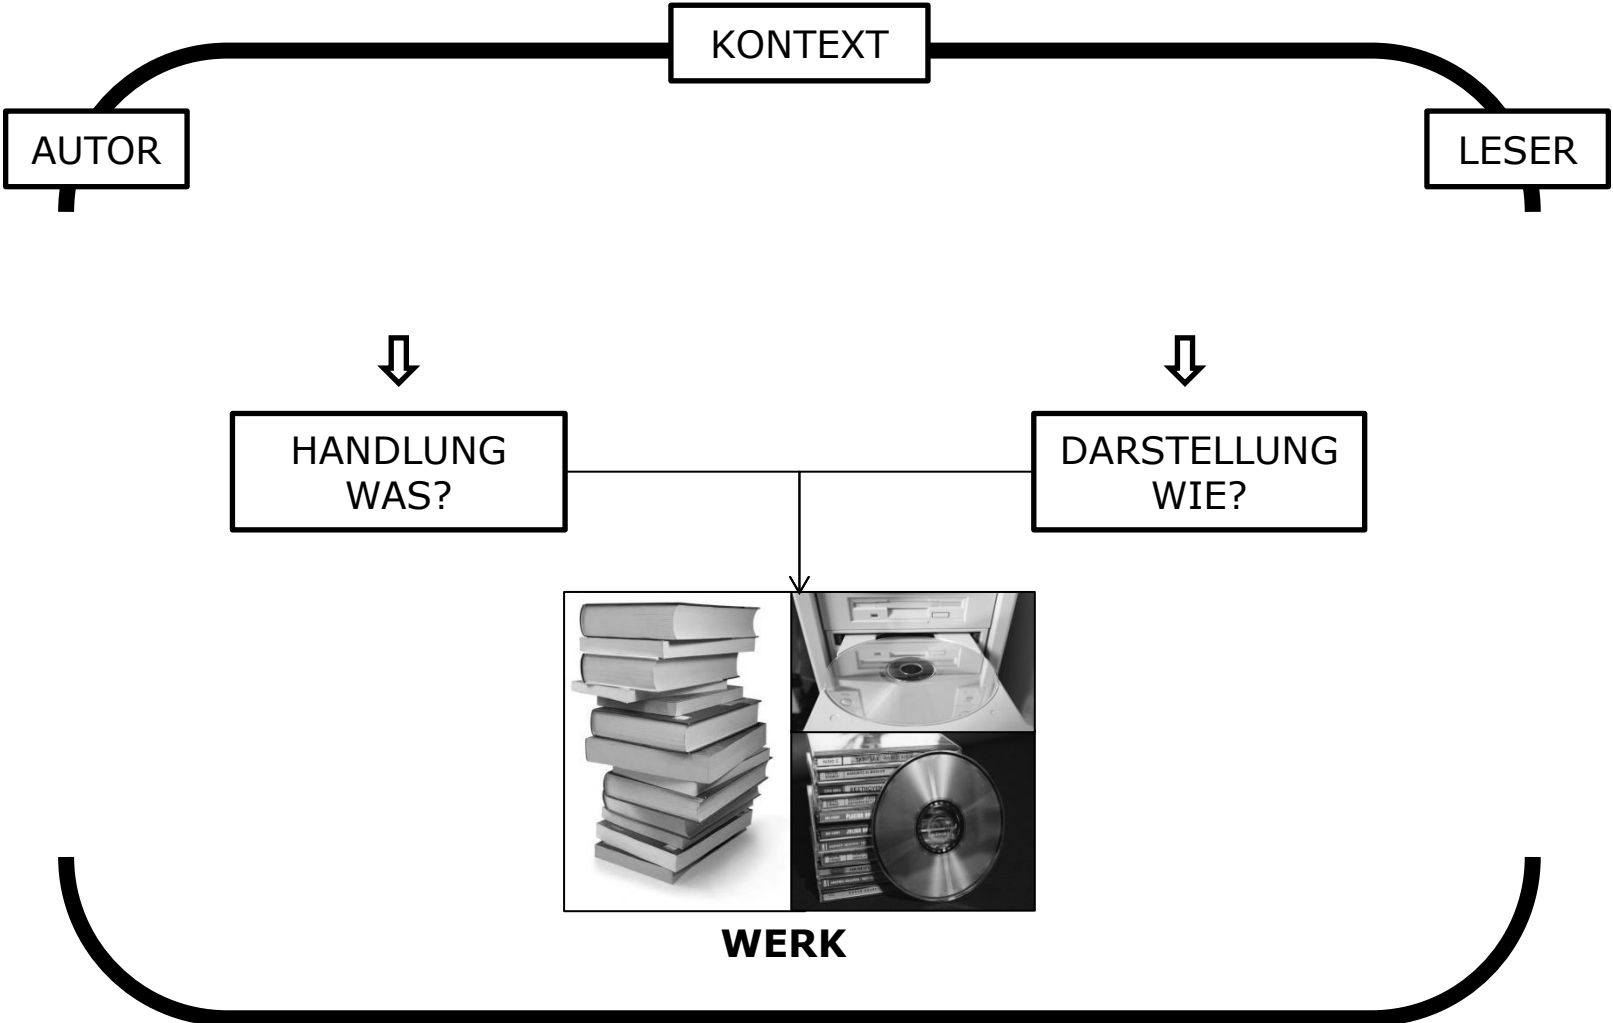 KONTEXT
AUTOR
LESER
HANDLUNG
WAS?
DARSTELLUNG
WIE?
WERK